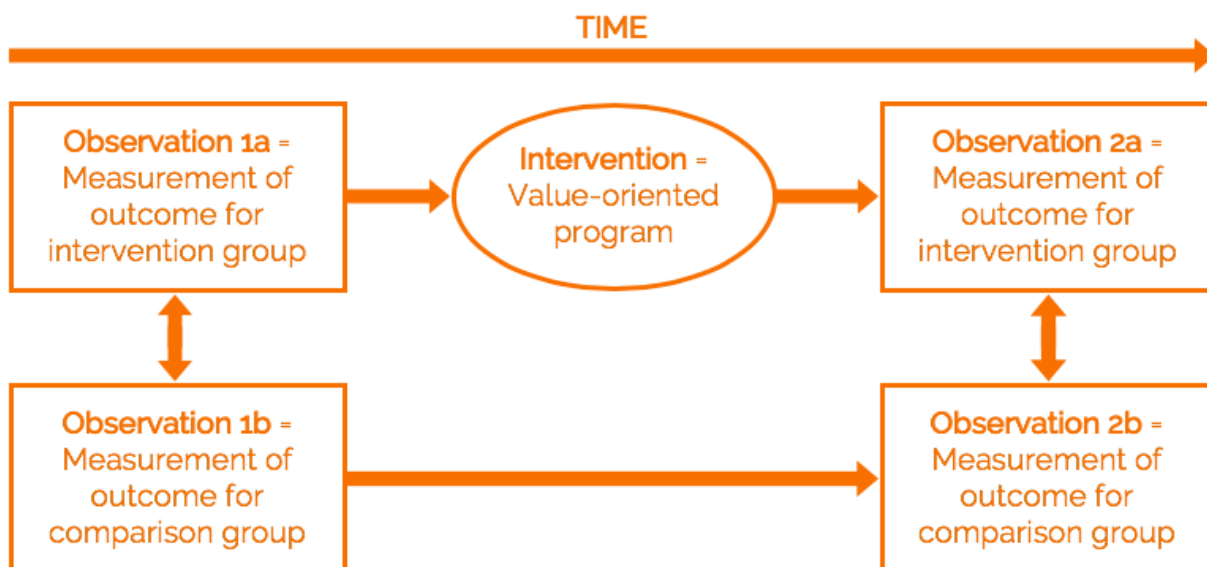 TIME
Observation 1a =
Measurement of
outcome for
intervention group
Intervention =
Value-oriented
program
Observation 2a =
Measurement of
outcome for
intervention group
Observation 1b =
Measurement of
outcome for
comparison group
Observation 2b =
Measurement of
outcome for
comparison group